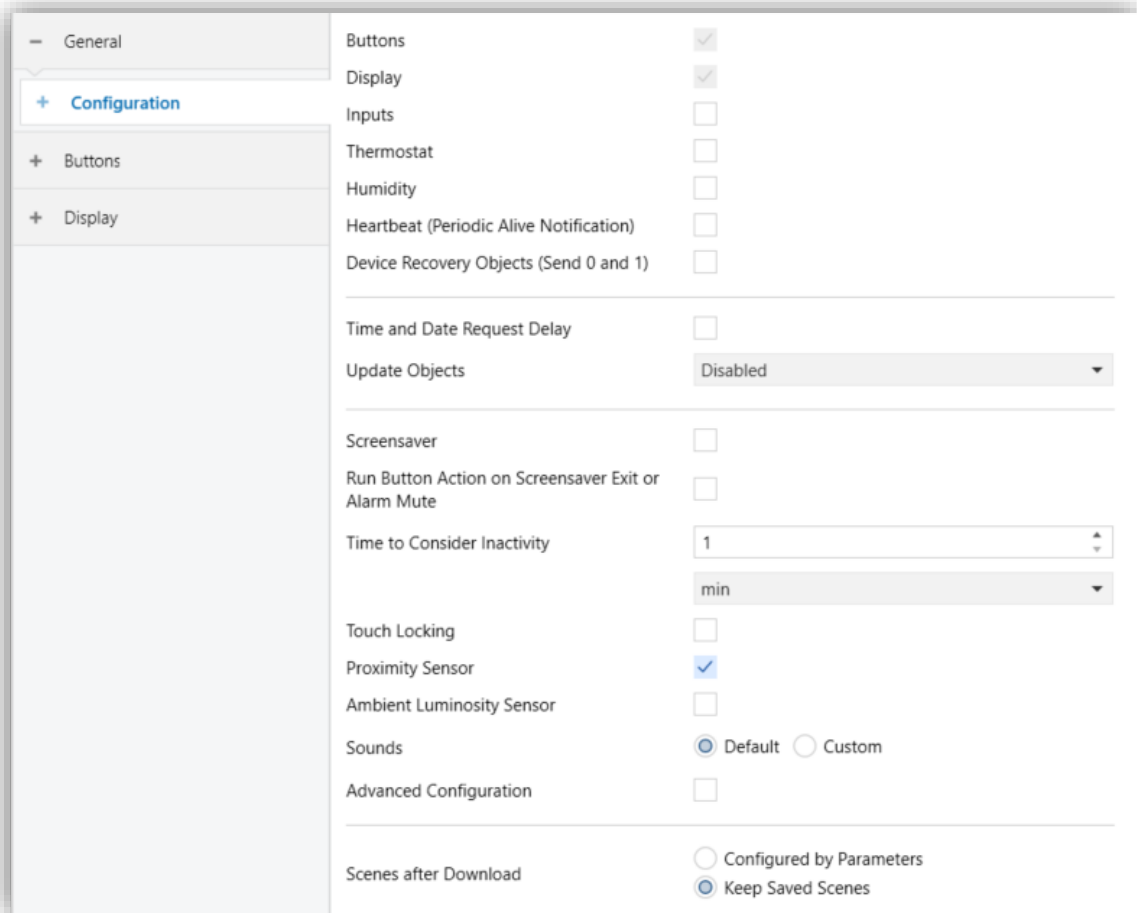 General
Configuration
Buttons
Display
Buttons
Display
Inputs
Thermostat
Humidity
Heartbeat (Periodic Alive Notification)
Device Recovery Objects (Send 0 and 1)
Time and Date Request Delay
Update Objects Disabled
Screensaver
Run Button Action on Screensaver Exit or
Alarm Mute
Time to Consider Inactivity 1
min
Touch Locking
Proximity Sensor
Ambient Luminosity Sensor
Sounds Default Custom
Advanced Configuration
Scenes after Download Configured by Parameters
Keep Saved Scenes